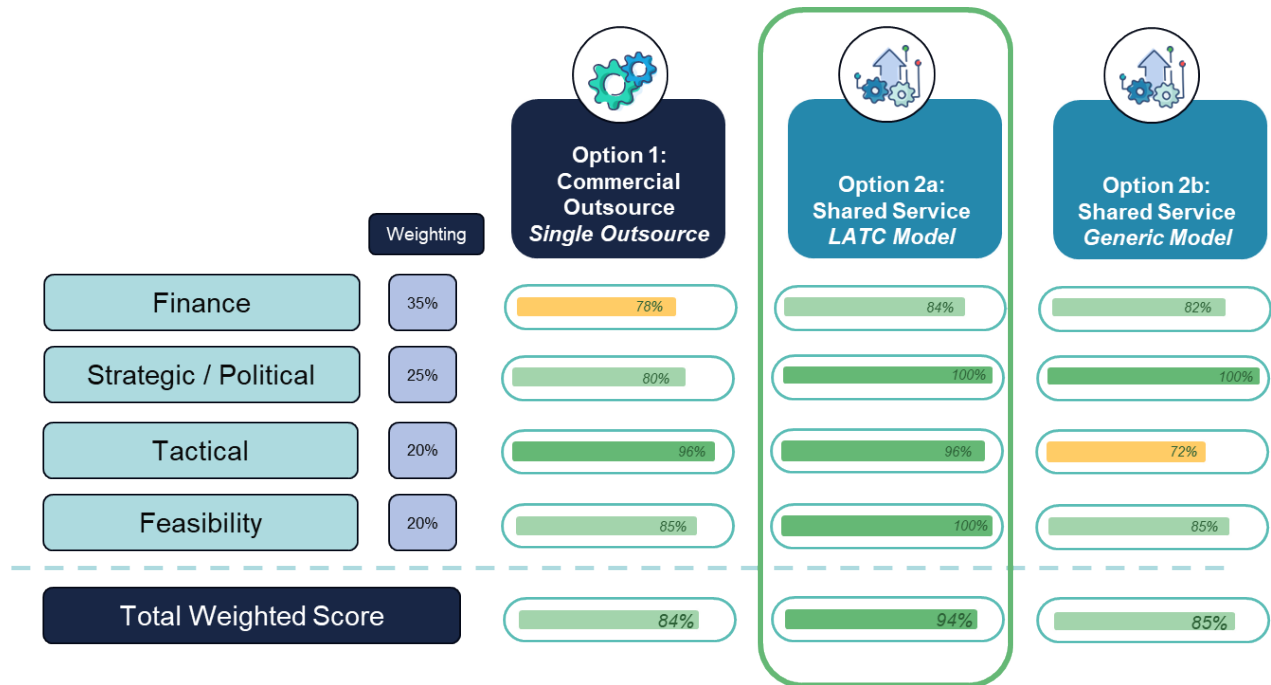 Option 1:
Commercial
Outsource
Single Outsource
Option 2a:
Shared Service
LATC Model
Option 2b:
Shared Service
Generic Model
Weighting
Finance
35%
78%
84%
82%
Strategic / Political
25%
80%
100%
100%
Tactical
20%
96%
96%
72%
Feasibility
20%
85%
100%
85%
Total Weighted Score
84%
94%
85%